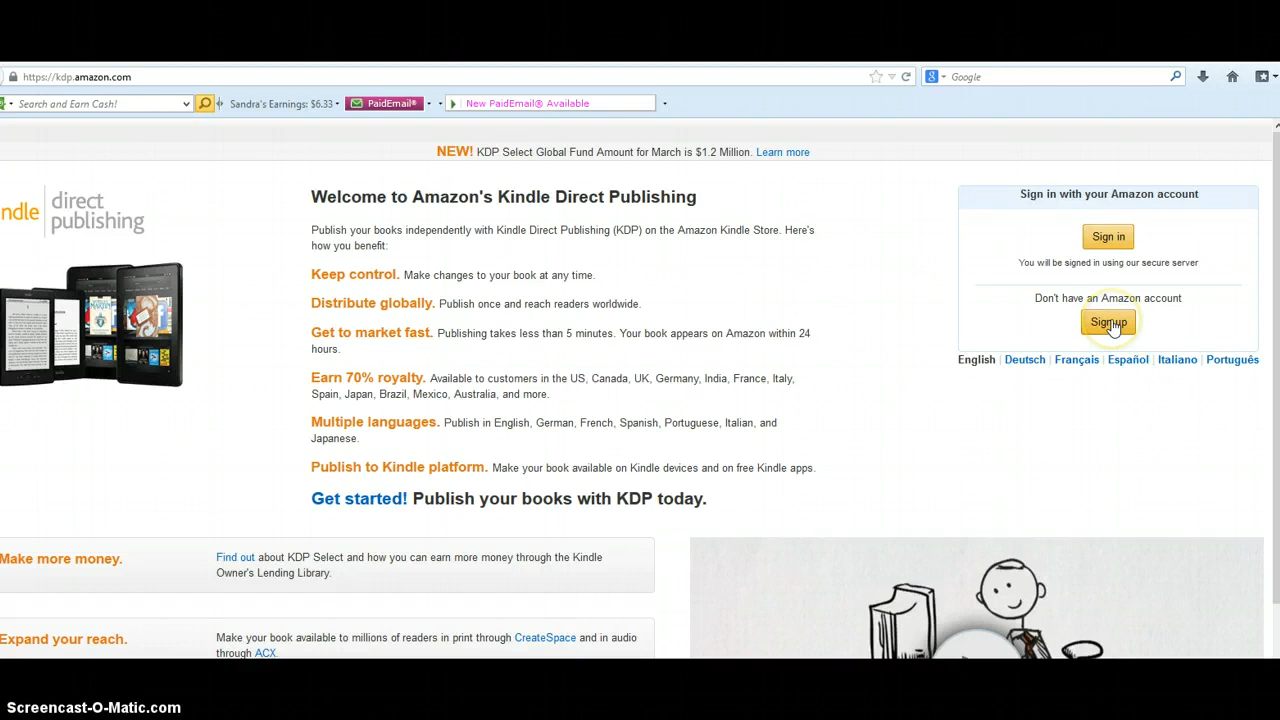 https://kdp.amazon.com
Google
Search and Earn Cash!
Sandra's Earnings: $6.33
PaidEmail®
New PaidEmail® Available
NEW! KDP Select Global Fund Amount for March is $1.2 Million. Learn more
ndle direct publishing
Welcome to Amazon's Kindle Direct Publishing
Publish your books independently with Kindle Direct Publishing (KDP) on the Amazon Kindle Store. Here's
how you benefit:
Keep control. Make changes to your book at any time.
Distribute globally. Publish once and reach readers worldwide.
Get to market fast. Publishing takes less than 5 minutes. Your book appears on Amazon within 24
hours.
Earn 70% royalty. Available to customers in the US, Canada, UK, Germany, India, France, Italy,
Spain, Japan, Brazil, Mexico, Australia, and more.
Multiple languages. Publish in English, German, French, Spanish, Portuguese, Italian, and
Japanese.
Publish to Kindle platform. Make your book available on Kindle devices and on free Kindle apps.
Get started! Publish your books with KDP today.
Sign in with your Amazon account
Sign in
You will be signed in using our secure server
Don't have an Amazon account
Sign up
English | Deutsch | Français | Español | Italiano | Português
Make more money.
Find out about KDP Select and how you can earn more money through the Kindle
Owner's Lending Library.
Expand your reach.
Make your book available to millions of readers in print through CreateSpace and in audio
through ACX.
Screencast-O-Matic.com